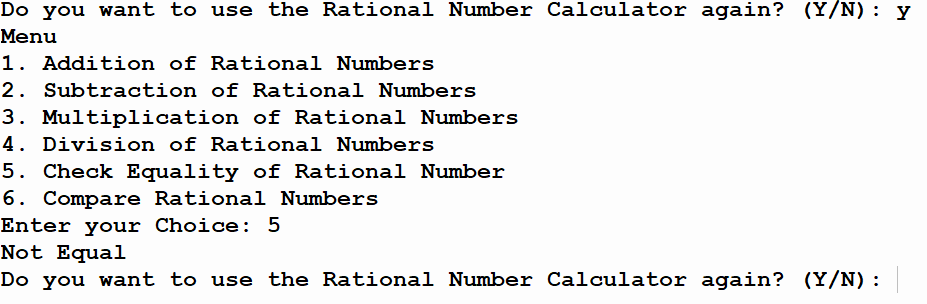 Do you want to use the Rational Number Calculator again? (Y/N): y
Menu
1. Addition of Rational Numbers
2. Subtraction of Rational Numbers
3. Multiplication of Rational Numbers
4. Division of Rational Numbers
5. Check Equality of Rational Number
6. Compare Rational Numbers
Enter your Choice: 5
Not Equal
Do you want to use the Rational Number Calculator again? (Y/N):